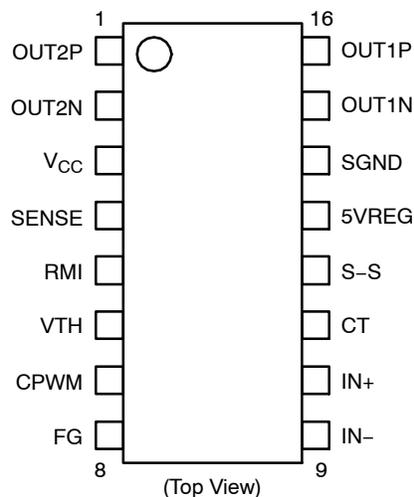 1 16
OUT2P OUT1P
OUT2N OUT1N
VCC SGND
SENSE 5VREG
RMI S−S
VTH CT
CPWM IN+
FG IN−
8 9
(Top View)